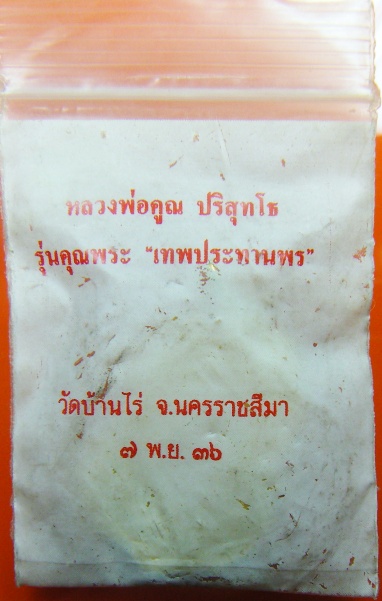 หลวงพ่อคูณ ปริสุทโธ
รุ่นคุณพระ "เทพประทานพร"
วัดบ้านไร่ จ.นครราชสีมา
๗ พ.ย. ๓๖